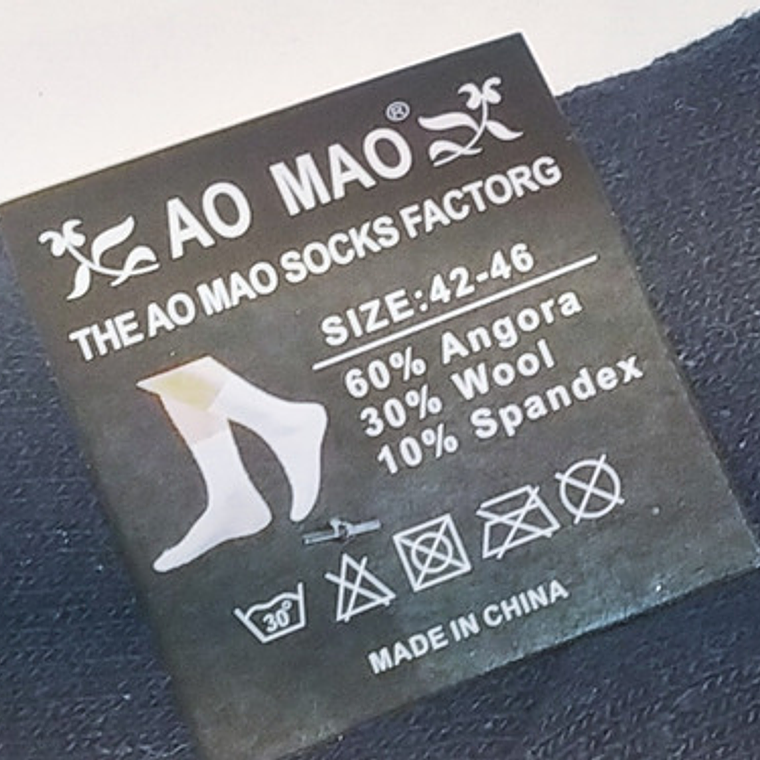 AO MAO®
THE AO MAO SOCKS FACTORG
SIZE:42-46
60% Angora
30% Wool
10% Spandex
30°
MADE IN CHINA